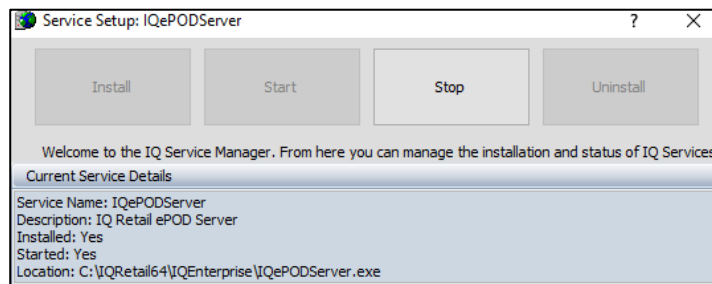 Service Setup: IQePODServer
Install Start Stop Uninstall
Welcome to the IQ Service Manager. From here you can manage the installation and status of IQ Services
Current Service Details
Service Name: IQePODServer
Description: IQ Retail ePOD Server
Installed: Yes
Started: Yes
Location: C:\IQRetail64\IQEnterprise\IQePODServer.exe